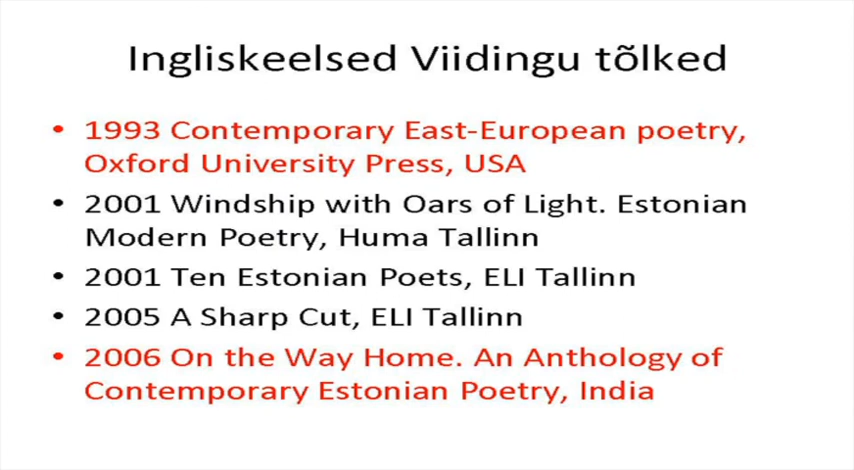 Ingliskeelsed Viidingu tõlked
• 1993 Contemporary East-European poetry,
Oxford University Press, USA
• 2001 Windship with Oars of Light. Estonian
Modern Poetry, Huma Tallinn
• 2001 Ten Estonian Poets, ELI Tallinn
• 2005 A Sharp Cut, ELI Tallinn
• 2006 On the Way Home. An Anthology of
Contemporary Estonian Poetry, India